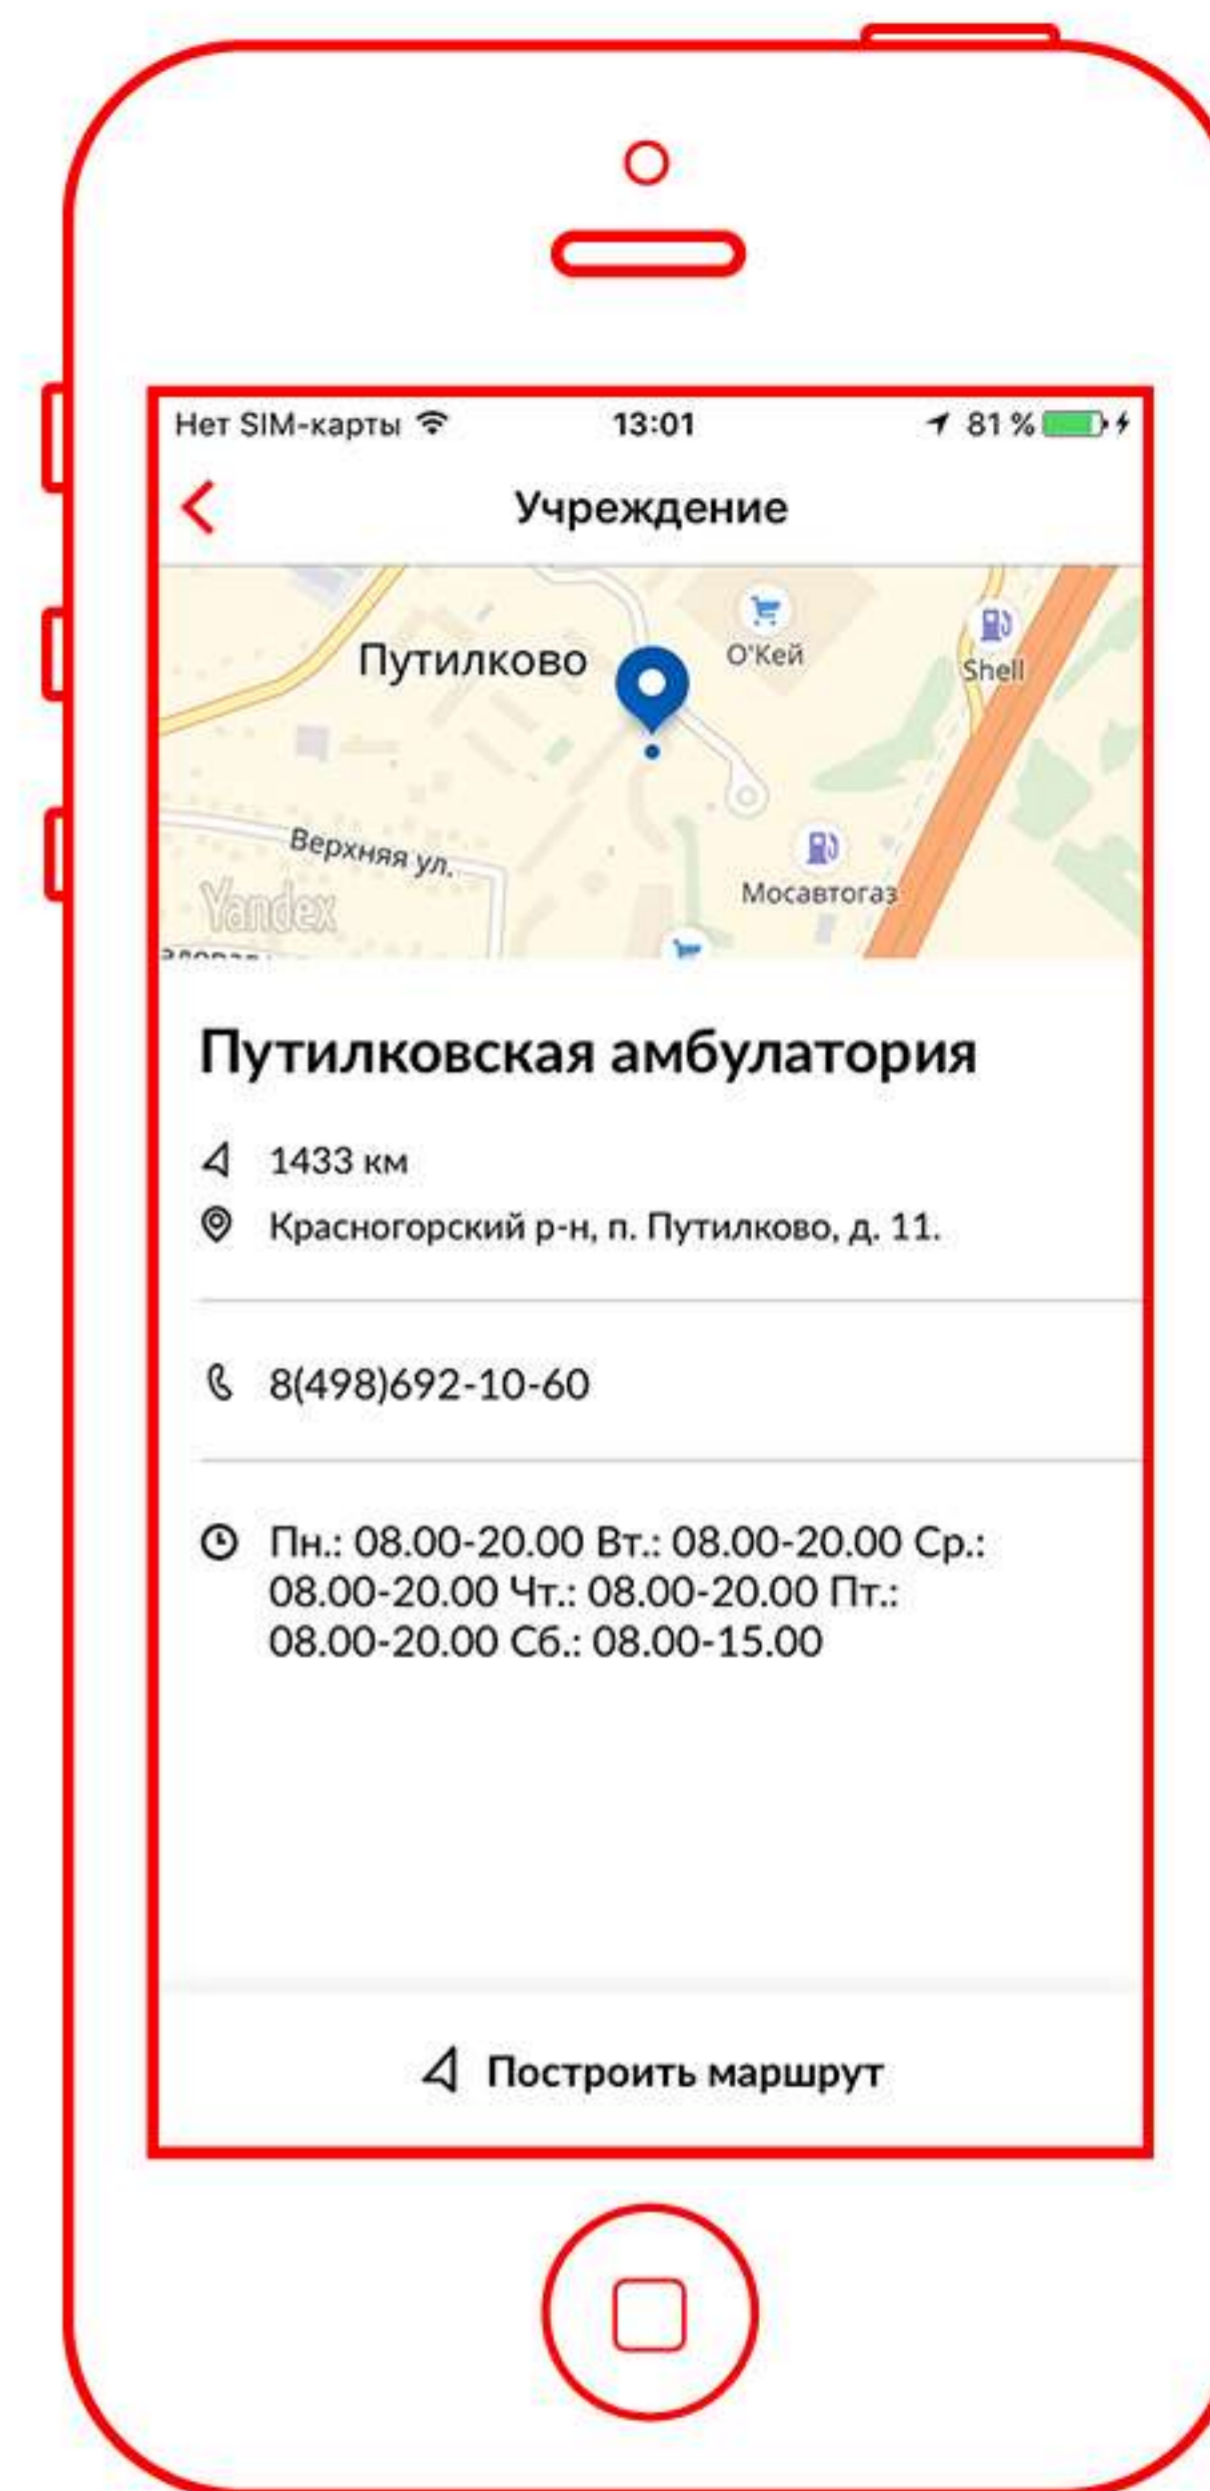 Нет SIM-карты 13:01 81 %
Учреждение
О'Кей
Путилково
Shell
Верхняя ул.
Мосавтогаз
Yandex
Путилковская амбулатория
1433 км
Красногорский р-н, п. Путилково, д. 11.
8(498)692-10-60
Пн.: 08.00-20.00 Вт.: 08.00-20.00 Ср.:
08.00-20.00 Чт.: 08.00-20.00 Пт.:
08.00-20.00 Сб.: 08.00-15.00
Построить маршрут